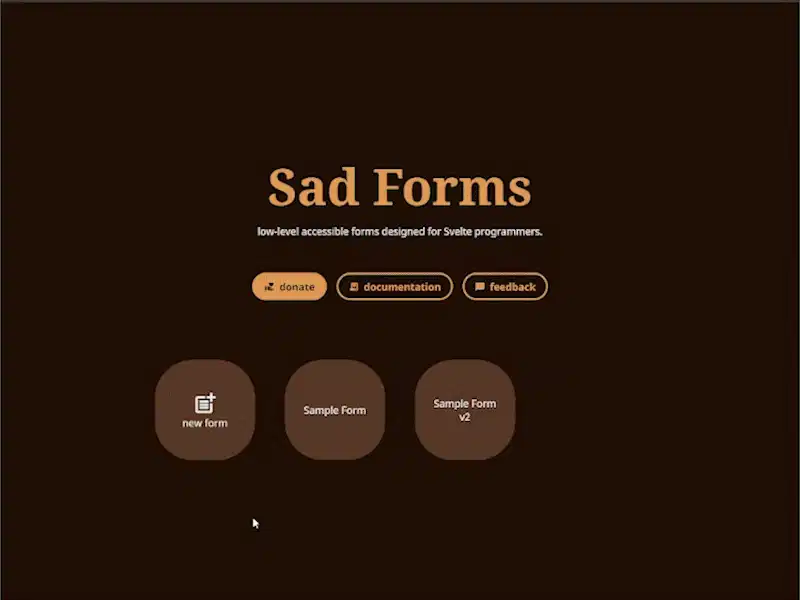 Sad Forms
low-level accessible forms designed for Svelte programmers.
donate
documentation
feedback
new form
Sample Form
Sample Form
v2